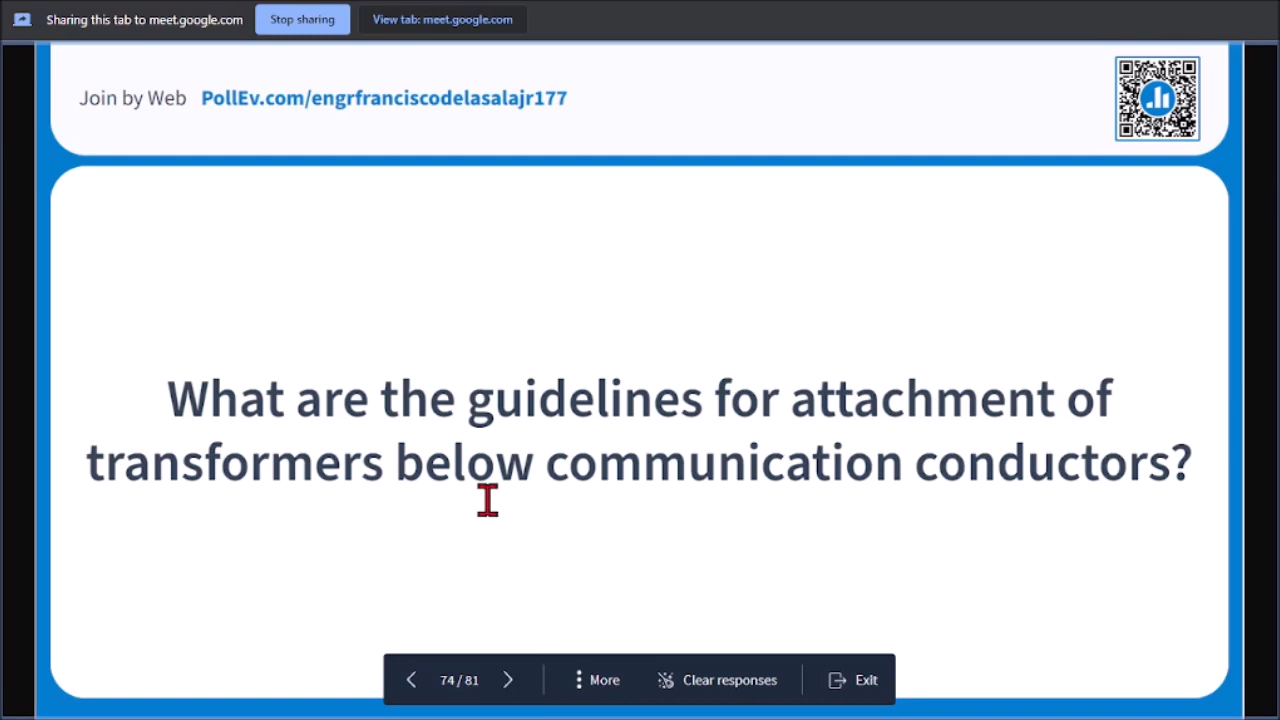 Sharing this tab to meet.google.com
Stop sharing
View tab: meet.google.com
Join by Web PollEv.com/engrfranciscodelasalajr177
What are the guidelines for attachment of
transformers below communication conductors?
74 / 81
More
Clear responses
Exit